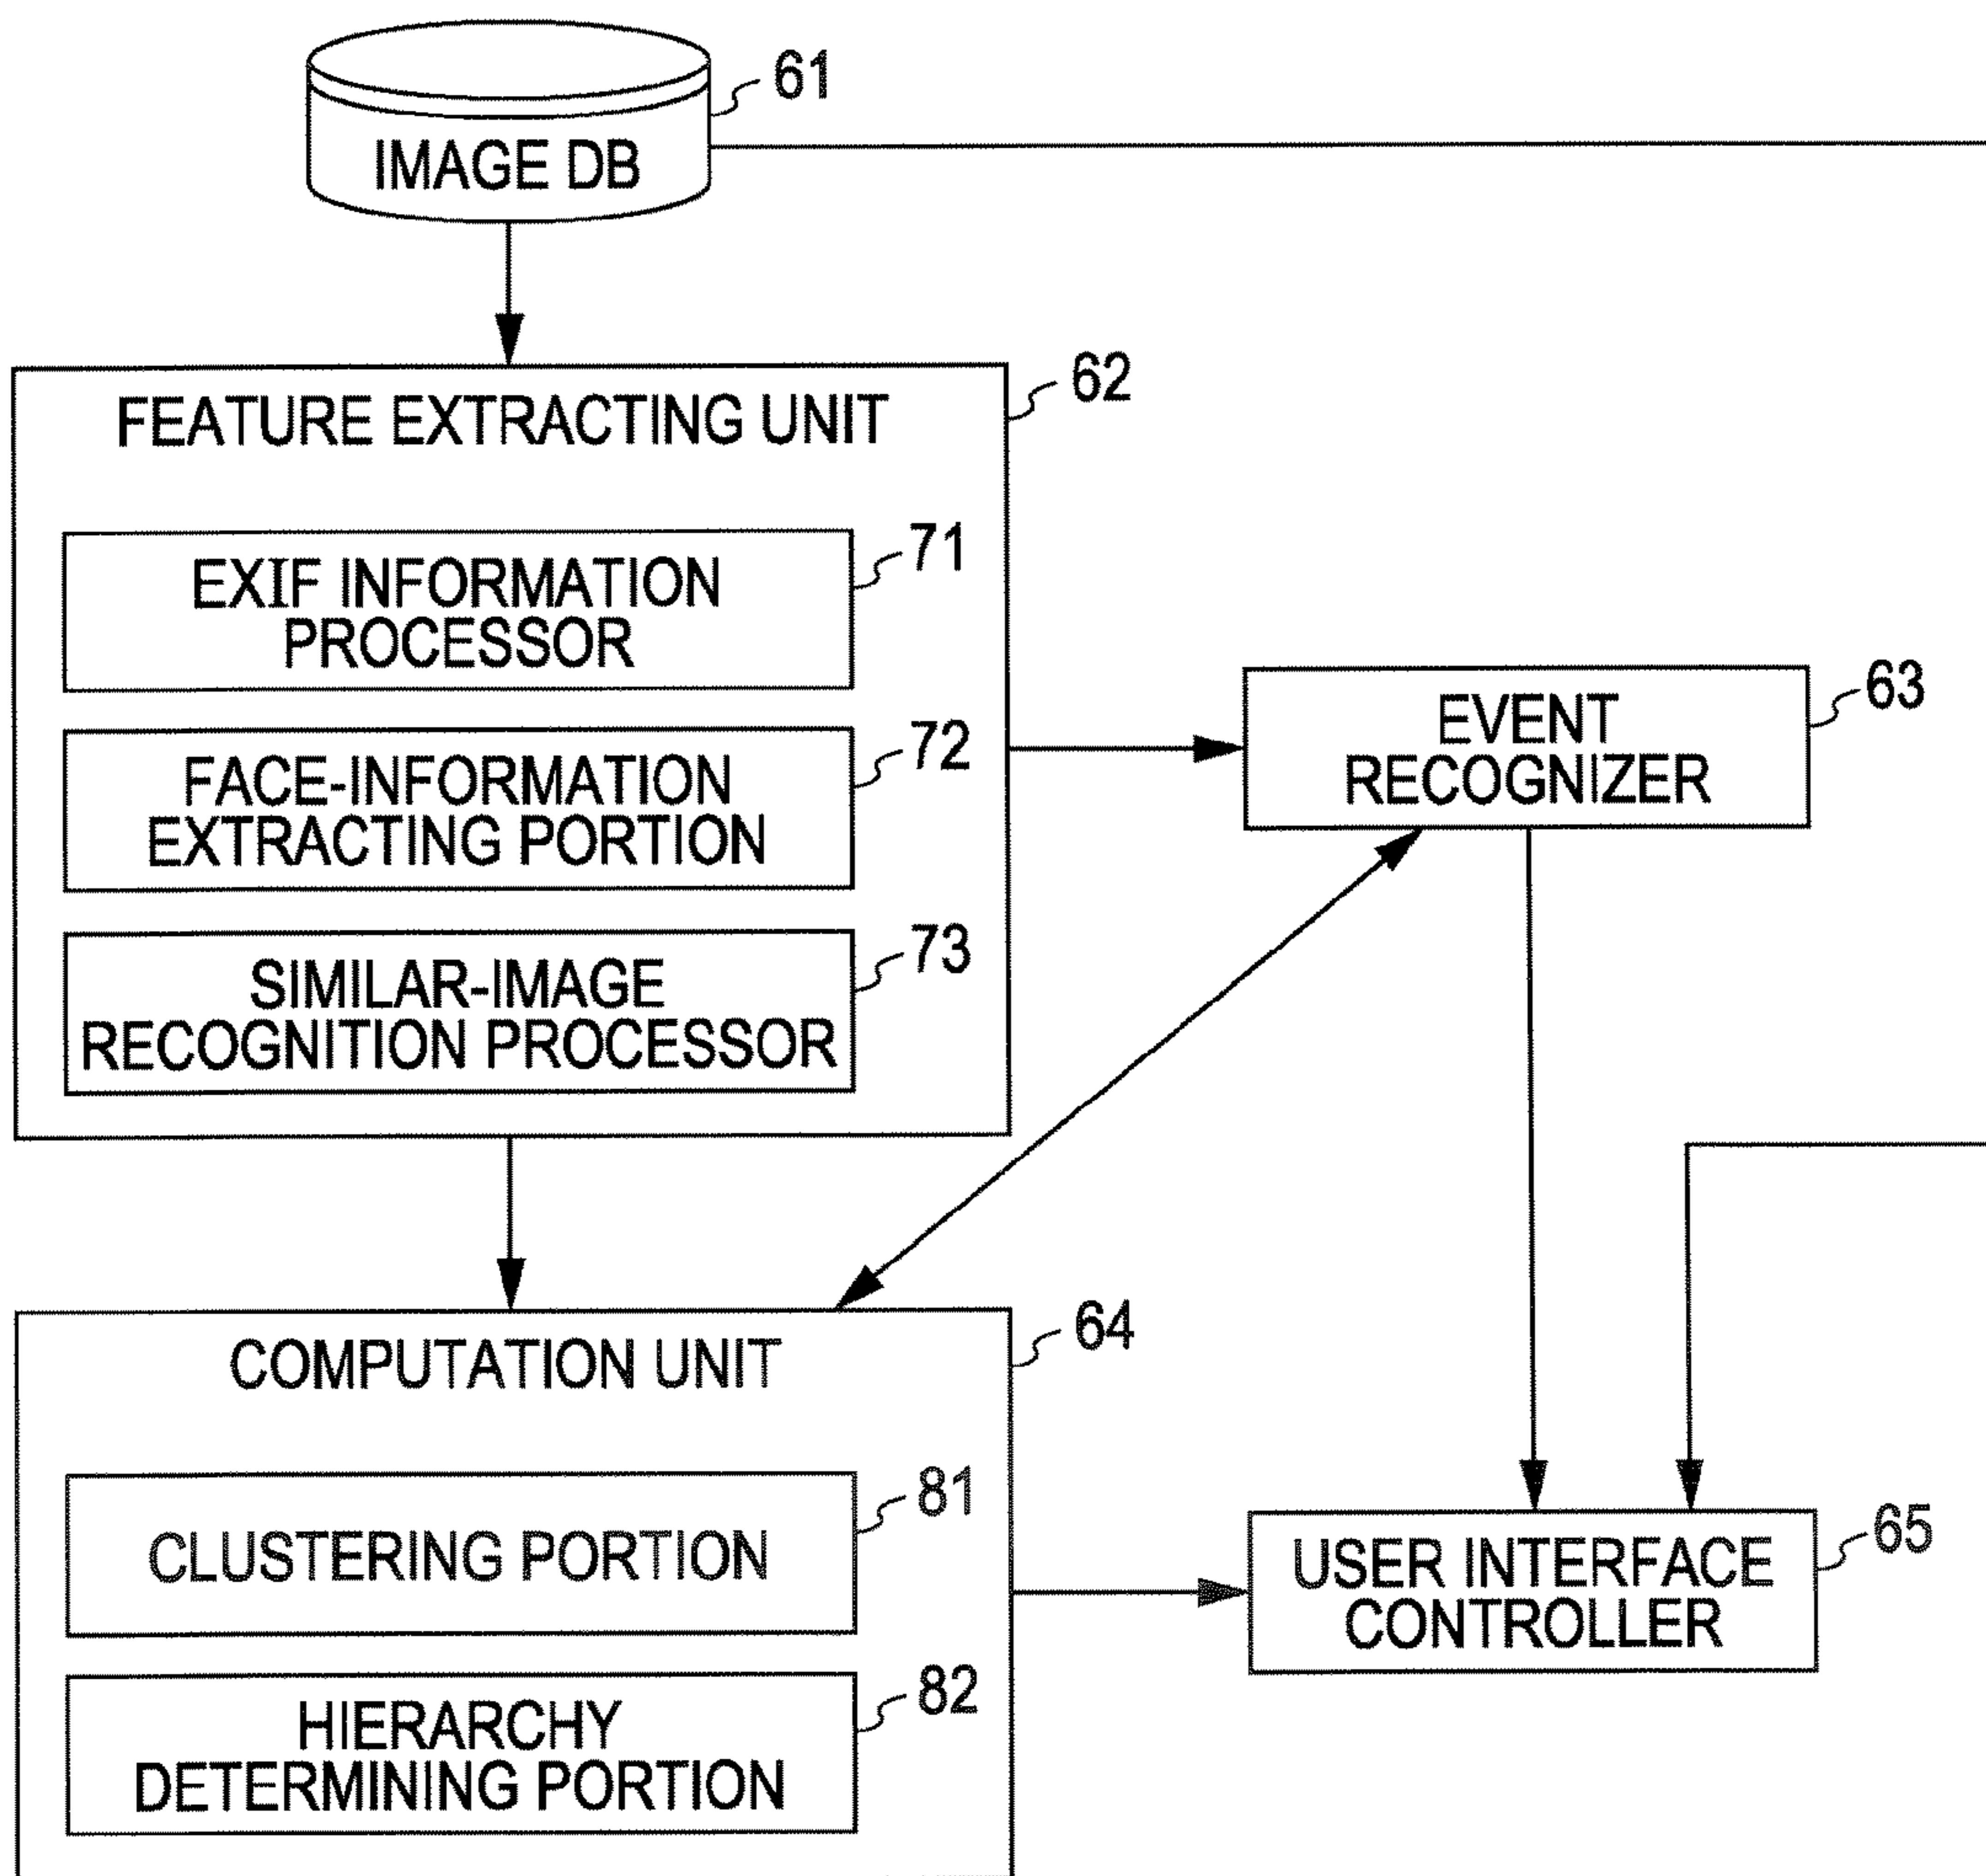 61
IMAGE DB
62
FEATURE EXTRACTING UNIT
71
EXIF INFORMATION
PROCESSOR
72
FACE-INFORMATION
EXTRACTING PORTION
73
SIMILAR-IMAGE
RECOGNITION PROCESSOR
63
EVENT
RECOGNIZER
64
COMPUTATION UNIT
81
CLUSTERING PORTION
82
HIERARCHY
DETERMINING PORTION
65
USER INTERFACE
CONTROLLER